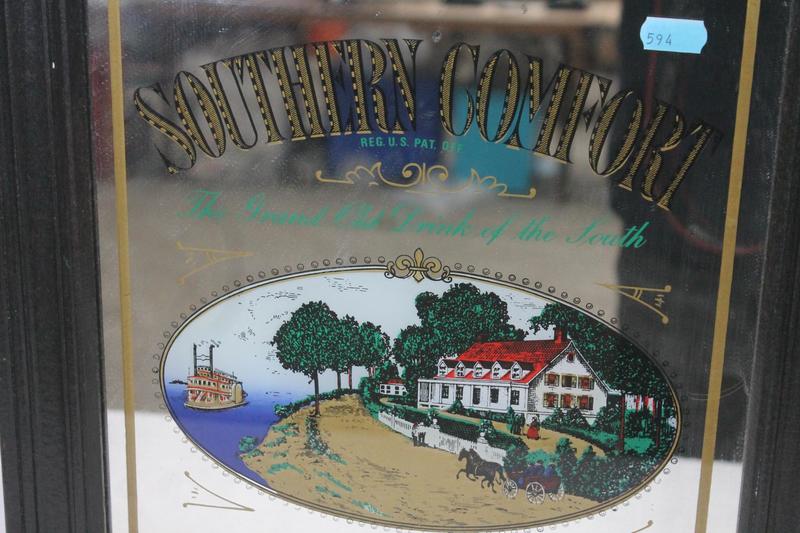 594
SOUTHERN COMFORT
REG. U.S. PAT. OFF.
The Grand Old Drink of the South